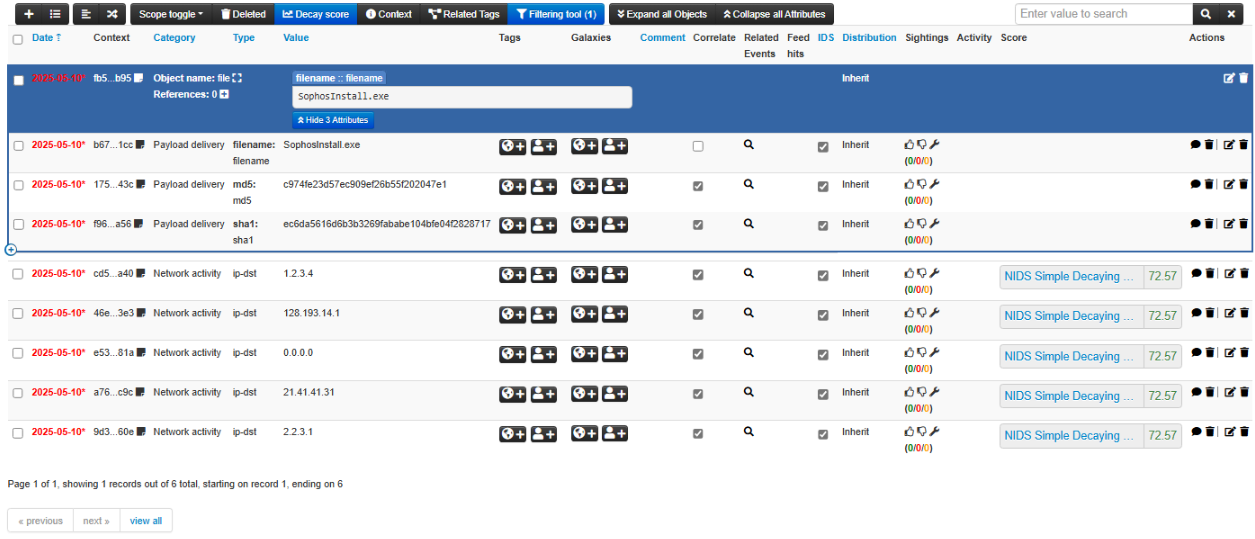 Scope toggle Deleted Decay score Context Related Tags Filtering tool (1) Expand all Objects Collapse all Attributes Enter value to search
Date Context Category Type Value Tags Galaxies Comment Correlate Related Events Feed hits IDS Distribution Sightings Activity Score Actions
2025-05-10* fb5...b95 Object name: file filename :: filename Inherit
References: 0 SophosInstall.exe
Hide 3 Attributes
2025-05-10* b67...1cc Payload delivery filename: filename SophosInstall.exe Inherit (0/0/0)
2025-05-10* 175...43c Payload delivery md5: md5 c974fe23d57ec909ef26b55f202047e1 Inherit (0/0/0)
2025-05-10* f96...a56 Payload delivery sha1: sha1 ec6da5616d6b3b3269fababe104bfe04f2828717 Inherit (0/0/0)
2025-05-10* cd5...a40 Network activity ip-dst 1.2.3.4 Inherit (0/0/0) NIDS Simple Decaying ... 72.57
2025-05-10* 46e...3e3 Network activity ip-dst 128.193.14.1 Inherit (0/0/0) NIDS Simple Decaying ... 72.57
2025-05-10* e53...81a Network activity ip-dst 0.0.0.0 Inherit (0/0/0) NIDS Simple Decaying ... 72.57
2025-05-10* a76...c9c Network activity ip-dst 21.41.41.31 Inherit (0/0/0) NIDS Simple Decaying ... 72.57
2025-05-10* 9d3...60e Network activity ip-dst 2.2.3.1 Inherit (0/0/0) NIDS Simple Decaying ... 72.57
Page 1 of 1, showing 1 records out of 6 total, starting on record 1, ending on 6
« previous next » view all